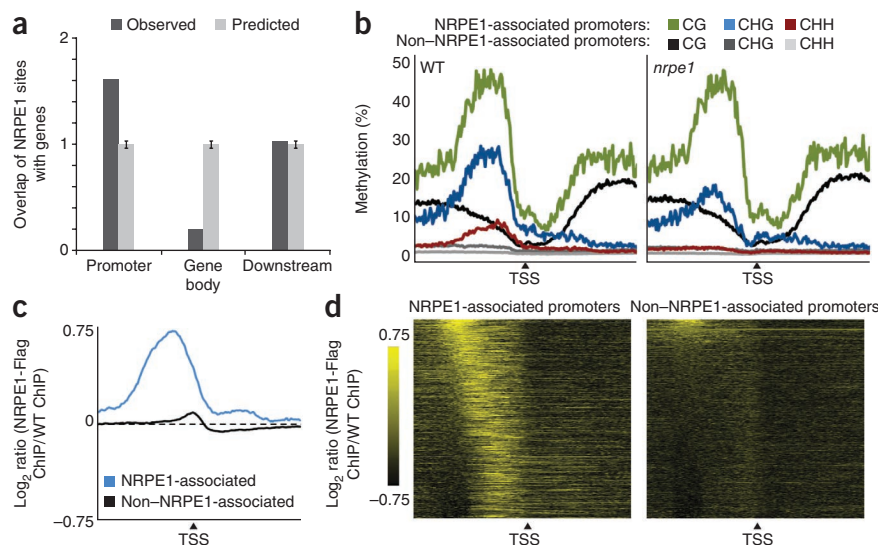 a
Observed Predicted
Overlap of NRPE1 sites
with genes
2
1
0
Promoter Gene body Downstream
b
NRPE1-associated promoters: CG CHG CHH
Non–NRPE1-associated promoters: CG CHG CHH
Methylation (%)
50
40
30
20
10
0
WT
nrpe1
TSS
TSS
c
Log2 ratio (NRPE1-Flag
ChIP/WT ChIP)
0.75
0
–0.75
NRPE1-associated
Non–NRPE1-associated
TSS
d
NRPE1-associated promoters Non–NRPE1-associated promoters
Log2 ratio (NRPE1-Flag
ChIP/WT ChIP)
0.75
–0.75
TSS
TSS